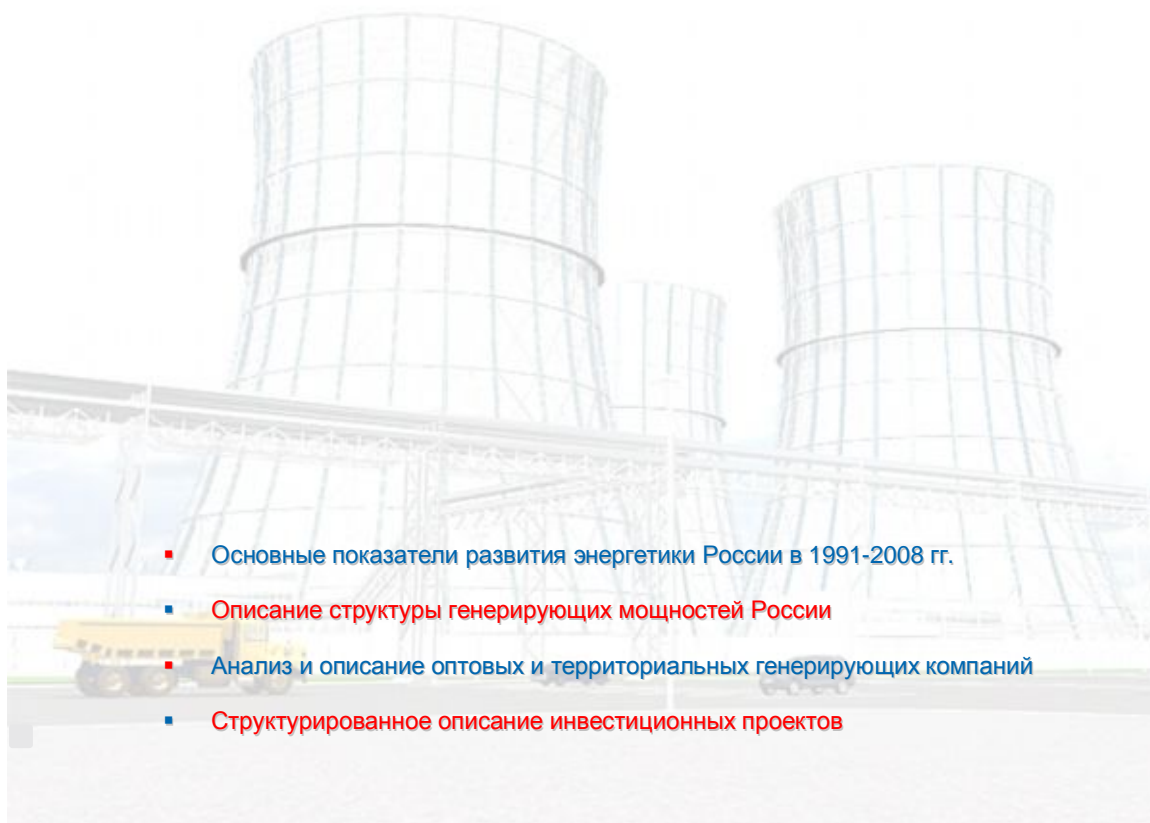 Основные показатели развития энергетики России в 1991-2008 гг.
Описание структуры генерирующих мощностей России
Анализ и описание оптовых и территориальных генерирующих компаний
Структурированное описание инвестиционных проектов